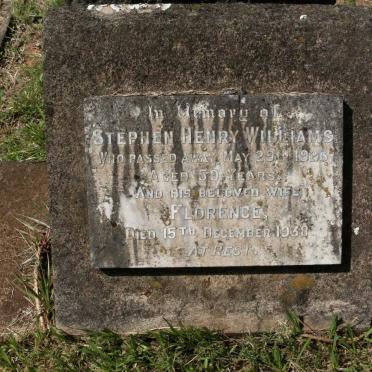 In Memory of
STEPHEN HENRY WILLIAMS
WHO PASSED AWAY MAY 29TH
AGED 59 YEARS.
AND HIS BELOVED WIFE
FLORENCE,
DIED 15TH DECEMBER
AT REST.